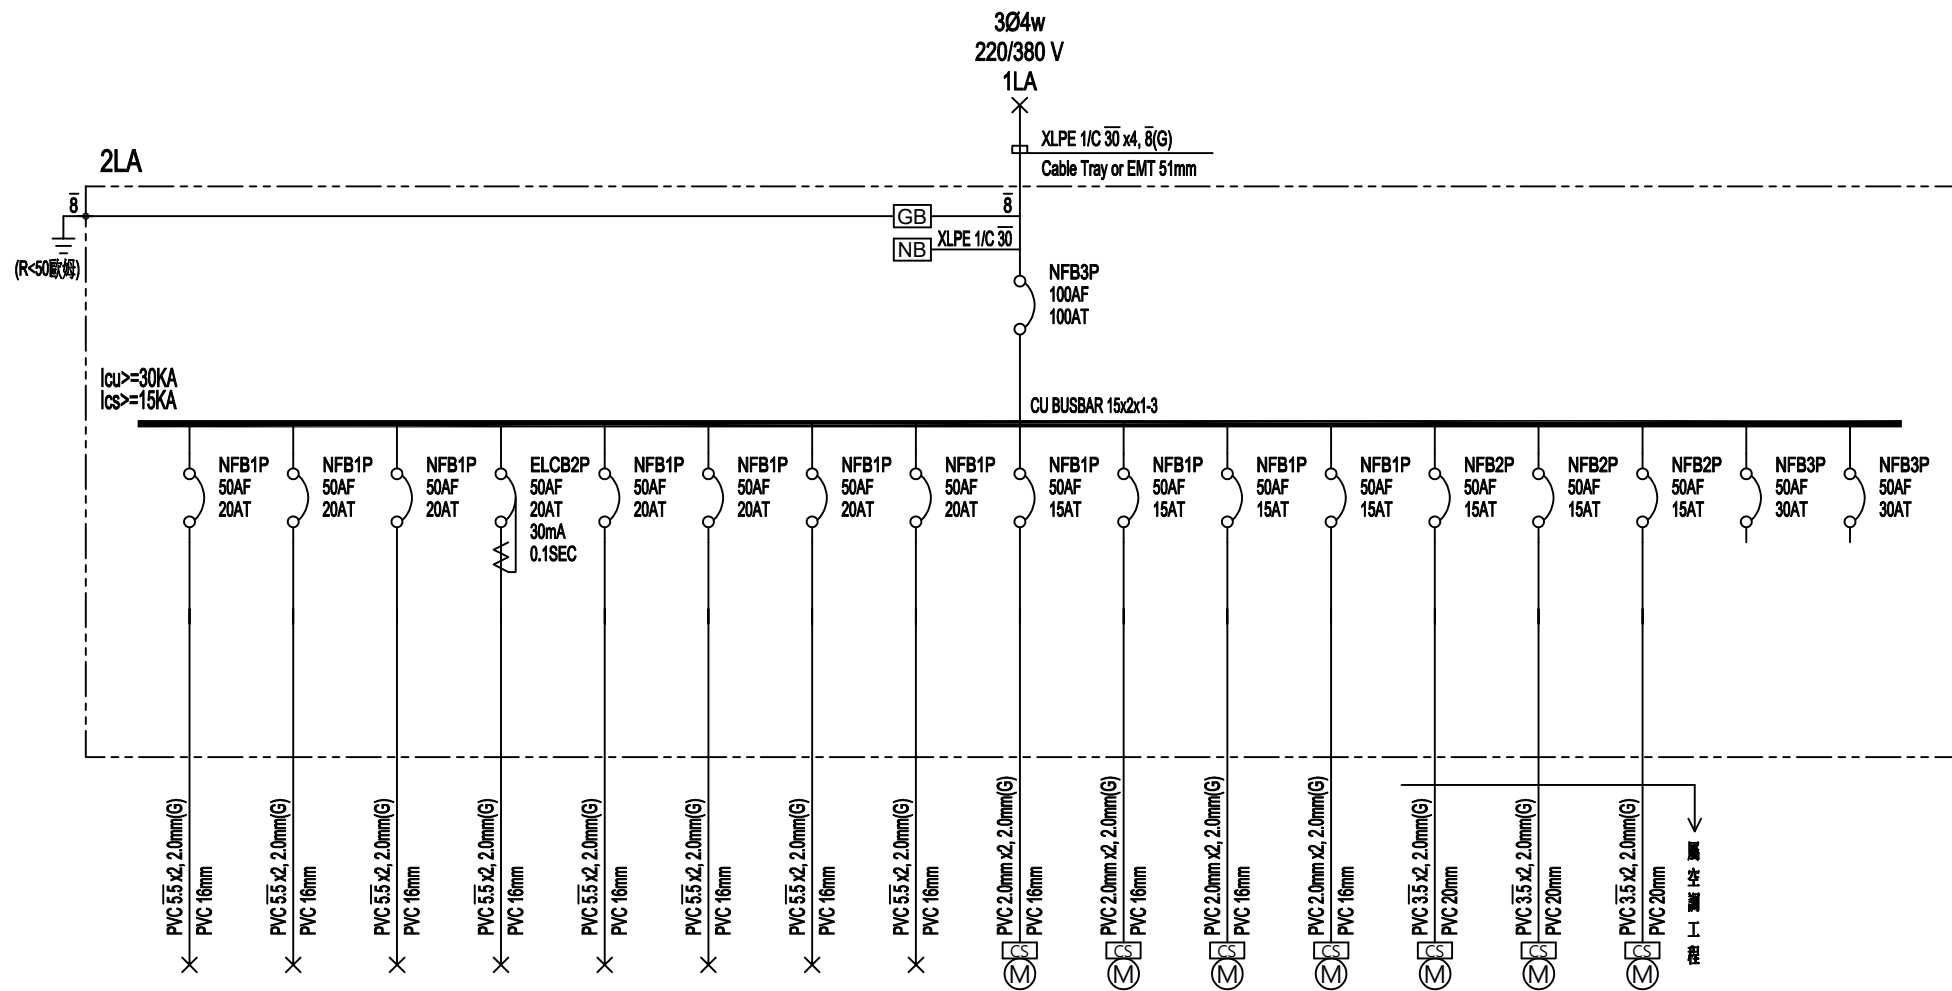 3Ø4w
220/380 V
1LA
XLPE 1/C 30 x4, 8(G)
Cable Tray or EMT 51mm
2LA
8
GB
8
NB
XLPE 1/C 30
(R<50歐姆)
NFB3P
100AF
100AT
Icu>=30KA
Ics>=15KA
CU BUSBAR 15x2x1-3
NFB1P
50AF
20AT
NFB1P
50AF
20AT
NFB1P
50AF
20AT
ELCB2P
50AF
20AT
30mA
0.1SEC
NFB1P
50AF
20AT
NFB1P
50AF
20AT
NFB1P
50AF
20AT
NFB1P
50AF
20AT
NFB1P
50AF
15AT
NFB1P
50AF
15AT
NFB1P
50AF
15AT
NFB1P
50AF
15AT
NFB2P
50AF
15AT
NFB2P
50AF
15AT
NFB2P
50AF
15AT
NFB3P
50AF
30AT
NFB3P
50AF
30AT
PVC 5.5 x2, 2.0mm(G)
PVC 16mm
PVC 5.5 x2, 2.0mm(G)
PVC 16mm
PVC 5.5 x2, 2.0mm(G)
PVC 16mm
PVC 5.5 x2, 2.0mm(G)
PVC 16mm
PVC 5.5 x2, 2.0mm(G)
PVC 16mm
PVC 5.5 x2, 2.0mm(G)
PVC 16mm
PVC 5.5 x2, 2.0mm(G)
PVC 16mm
PVC 5.5 x2, 2.0mm(G)
PVC 16mm
PVC 2.0mm x2, 2.0mm(G)
PVC 16mm
CS
M
PVC 2.0mm x2, 2.0mm(G)
PVC 16mm
CS
M
PVC 2.0mm x2, 2.0mm(G)
PVC 16mm
CS
M
PVC 2.0mm x2, 2.0mm(G)
PVC 16mm
CS
M
PVC 3.5 x2, 2.0mm(G)
PVC 20mm
CS
M
PVC 3.5 x2, 2.0mm(G)
PVC 20mm
CS
M
PVC 3.5 x2, 2.0mm(G)
PVC 20mm
CS
M
屬空調工程